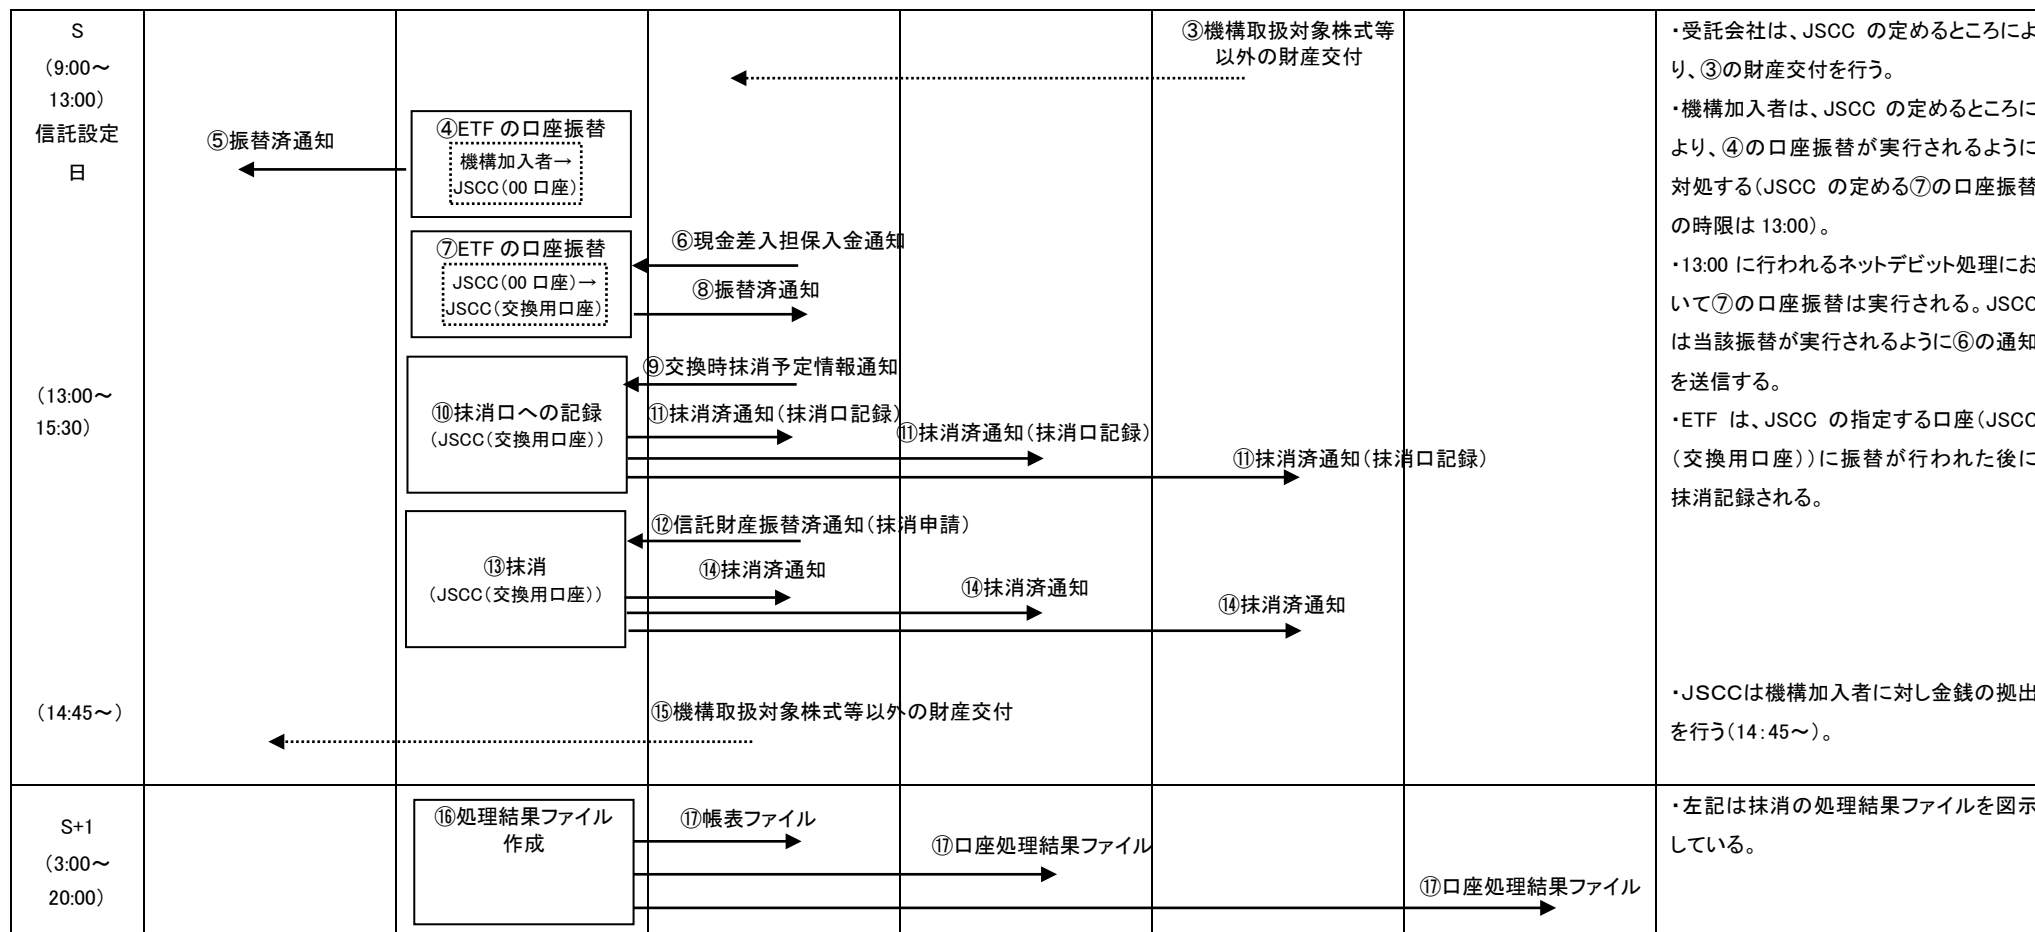 S
(9:00～
13:00)
信託設定
日
③機構取扱対象株式等
以外の財産交付
⑤振替済通知
④ETF の口座振替
機構加入者→
JSCC(00 口座)
⑦ETF の口座振替
JSCC(00 口座)→
JSCC(交換用口座)
⑥現金差入担保入金通知
⑧振替済通知
(13:00～
15:30)
⑨交換時抹消予定情報通知
⑩抹消口への記録
(JSCC(交換用口座))
⑪抹消済通知(抹消口記録)
⑪抹消済通知(抹消口記録)
⑪抹消済通知(抹消口記録)
⑫信託財産振替済通知(抹消申請)
⑬抹消
(JSCC(交換用口座))
⑭抹消済通知
⑭抹消済通知
⑭抹消済通知
(14:45～)
⑮機構取扱対象株式等以外の財産交付
・受託会社は、JSCC の定めるところによ
り、③の財産交付を行う。
・機構加入者は、JSCC の定めるところに
より、④の口座振替が実行されるように
対処する(JSCC の定める⑦の口座振替
の時限は 13:00)。
・13:00 に行われるネットデビット処理にお
いて⑦の口座振替は実行される。JSCC
は当該振替が実行されるように⑥の通知
を送信する。
・ETF は、JSCC の指定する口座(JSCC
(交換用口座))に振替が行われた後に
抹消記録される。
・JSCCは機構加入者に対し金銭の拠出
を行う(14:45～)。
S+1
(3:00～
20:00)
⑯処理結果ファイル
作成
⑰帳表ファイル
⑰口座処理結果ファイル
⑰口座処理結果ファイル
・左記は抹消の処理結果ファイルを図示
している。